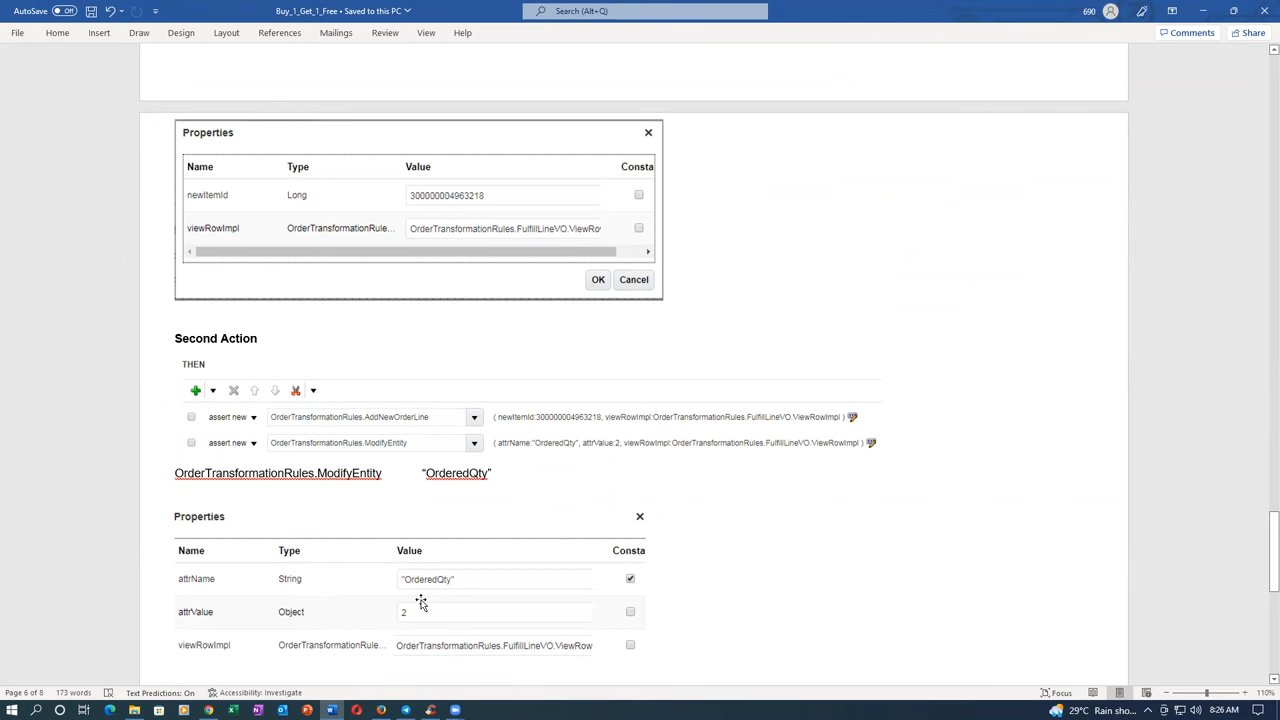 AutoSave Off Buy_1_Get_1_Free • Saved to this PC Search (Alt+Q) 690
File Home Insert Draw Design Layout References Mailings Review View Help Comments Share
Properties
Name Type Value Consta
newItemId Long 300000004963218
viewRowImpl OrderTransformationRule... OrderTransformationRules.FulfillLineVO.ViewRo
OK Cancel
Second Action
THEN
assert new OrderTransformationRules.AddNewOrderLine ( newItemId:300000004963218, viewRowImpl:OrderTransformationRules.FulfillLineVO.ViewRowImpl )
assert new OrderTransformationRules.ModifyEntity ( attrName:"OrderedQty", attrValue:2, viewRowImpl:OrderTransformationRules.FulfillLineVO.ViewRowImpl )
OrderTransformationRules.ModifyEntity “OrderedQty”
Properties
Name Type Value Consta
attrName String "OrderedQty"
attrValue Object 2
viewRowImpl OrderTransformationRule... OrderTransformationRules.FulfillLineVO.ViewRow
Page 6 of 8 173 words Text Predictions: On Accessibility: Investigate Focus 110%
29°C Rain sho... 8:26 AM